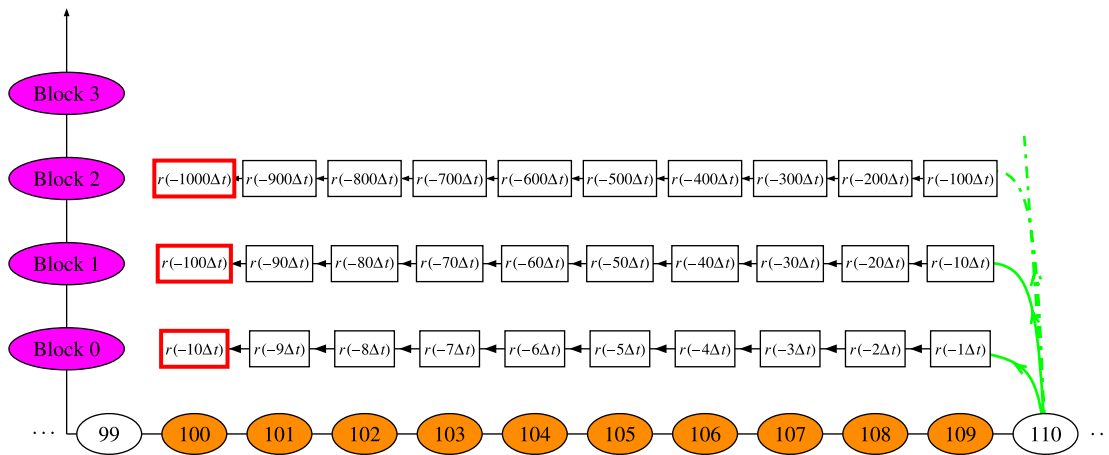 Block 3
Block 2 r(−1000Δt) r(−900Δt) r(−800Δt) r(−700Δt) r(−600Δt) r(−500Δt) r(−400Δt) r(−300Δt) r(−200Δt) r(−100Δt)
Block 1 r(−100Δt) r(−90Δt) r(−80Δt) r(−70Δt) r(−60Δt) r(−50Δt) r(−40Δt) r(−30Δt) r(−20Δt) r(−10Δt)
Block 0 r(−10Δt) r(−9Δt) r(−8Δt) r(−7Δt) r(−6Δt) r(−5Δt) r(−4Δt) r(−3Δt) r(−2Δt) r(−1Δt)
··· 99 100 101 102 103 104 105 106 107 108 109 110 ··